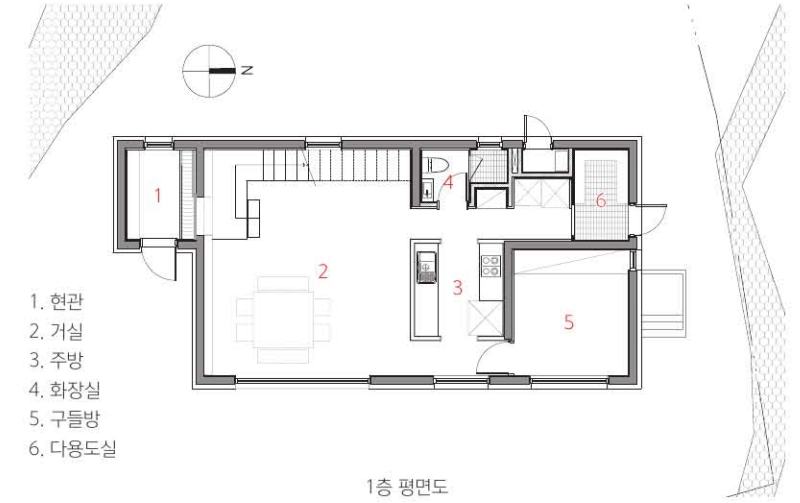 N
1
4
6
2
3
5
1. 현관
2. 거실
3. 주방
4. 화장실
5. 구들방
6. 다용도실
1층 평면도